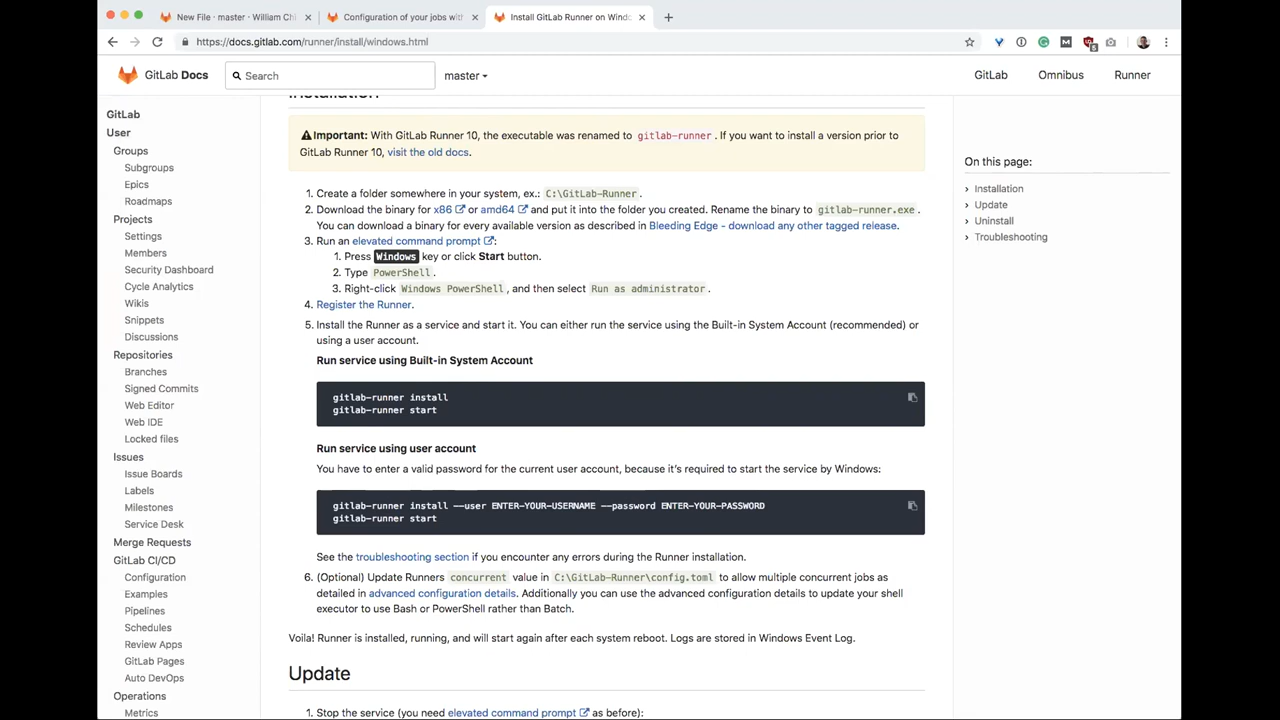 New File · master · William Chi
Configuration of your jobs with
Install GitLab Runner on Windo
https://docs.gitlab.com/runner/install/windows.html
GitLab Docs
Search
master
GitLab
Omnibus
Runner
GitLab
User
Groups
Subgroups
Epics
Roadmaps
Projects
Settings
Members
Security Dashboard
Cycle Analytics
Wikis
Snippets
Discussions
Repositories
Branches
Signed Commits
Web Editor
Web IDE
Locked files
Issues
Issue Boards
Labels
Milestones
Service Desk
Merge Requests
GitLab CI/CD
Configuration
Examples
Pipelines
Schedules
Review Apps
GitLab Pages
Auto DevOps
Operations
Metrics
Installation
Important: With GitLab Runner 10, the executable was renamed to gitlab-runner. If you want to install a version prior to
GitLab Runner 10, visit the old docs.
1. Create a folder somewhere in your system, ex.: C:\GitLab-Runner.
2. Download the binary for x86 or amd64 and put it into the folder you created. Rename the binary to gitlab-runner.exe.
You can download a binary for every available version as described in Bleeding Edge - download any other tagged release.
3. Run an elevated command prompt:
1. Press Windows key or click Start button.
2. Type PowerShell.
3. Right-click Windows PowerShell, and then select Run as administrator.
4. Register the Runner.
5. Install the Runner as a service and start it. You can either run the service using the Built-in System Account (recommended) or
using a user account.
Run service using Built-in System Account
gitlab-runner install
gitlab-runner start
Run service using user account
You have to enter a valid password for the current user account, because it's required to start the service by Windows:
gitlab-runner install --user ENTER-YOUR-USERNAME --password ENTER-YOUR-PASSWORD
gitlab-runner start
See the troubleshooting section if you encounter any errors during the Runner installation.
6. (Optional) Update Runners concurrent value in C:\GitLab-Runner\config.toml to allow multiple concurrent jobs as
detailed in advanced configuration details. Additionally you can use the advanced configuration details to update your shell
executor to use Bash or PowerShell rather than Batch.
Voila! Runner is installed, running, and will start again after each system reboot. Logs are stored in Windows Event Log.
Update
1. Stop the service (you need elevated command prompt as before):
On this page:
Installation
Update
Uninstall
Troubleshooting